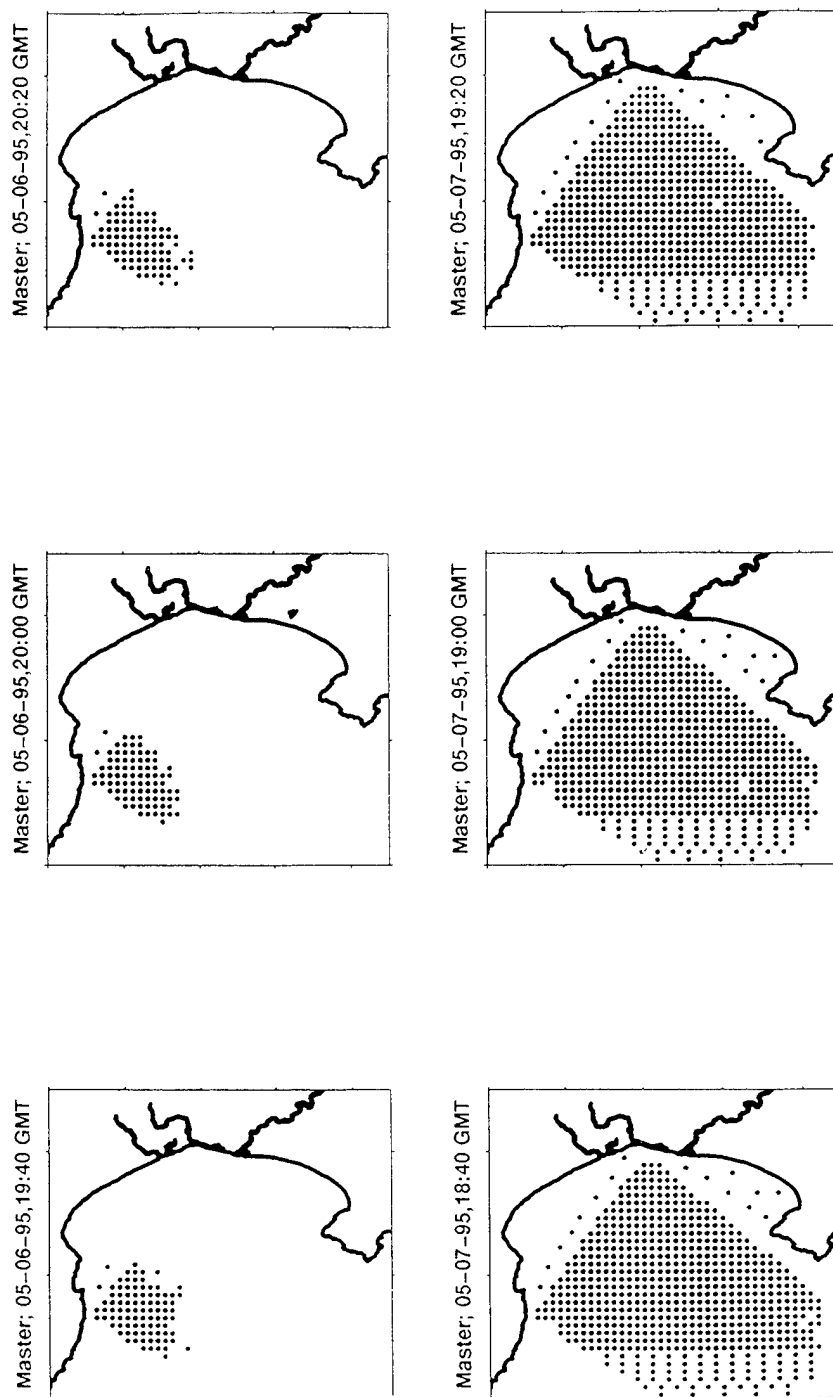 Master; 05-06-95,19:40 GMT
Master; 05-06-95,20:00 GMT
Master; 05-06-95,20:20 GMT
Master; 05-07-95,18:40 GMT
Master; 05-07-95,19:00 GMT
Master; 05-07-95,19:20 GMT